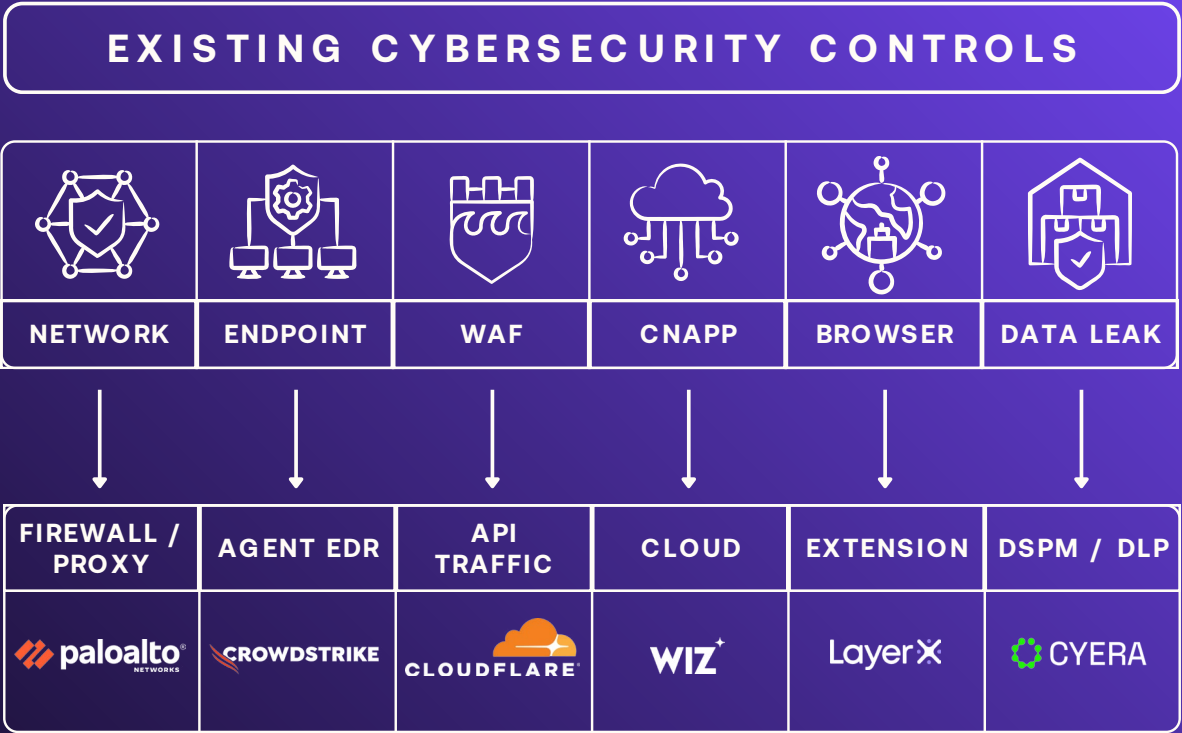 EXISTING CYBERSECURITY CONTROLS
NETWORK
ENDPOINT
WAF
CNAPP
BROWSER
DATA LEAK
FIREWALL /
PROXY
AGENT EDR
API
TRAFFIC
CLOUD
EXTENSION
DSPM / DLP
paloalto®
NETWORKS
CROWDSTRIKE
CLOUDFLARE®
WIZ
LayerX
CYERA